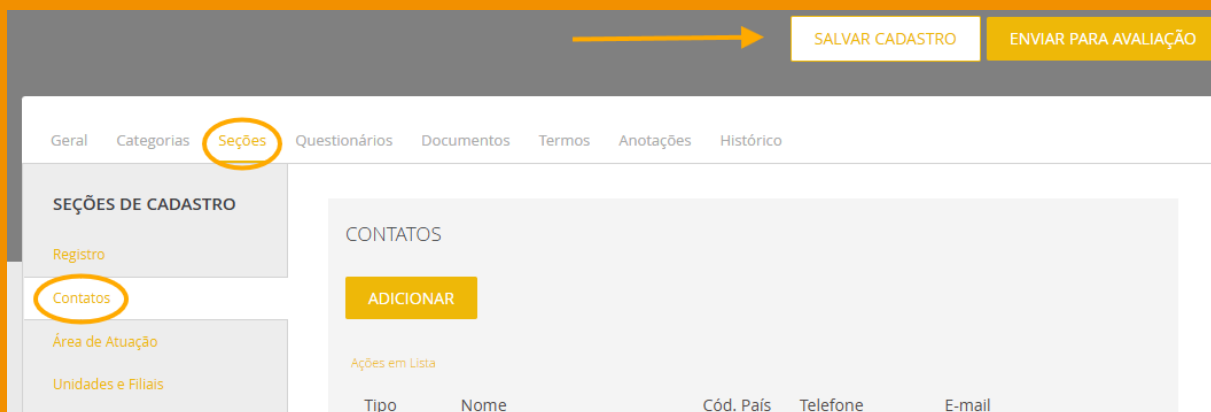 SALVAR CADASTRO ENVIAR PARA AVALIAÇÃO
Geral Categorias Seções Questionários Documentos Termos Anotações Histórico
SEÇÕES DE CADASTRO
Registro
Contatos
Área de Atuação
Unidades e Filiais
CONTATOS
ADICIONAR
Ações em Lista
Tipo Nome Cód. País Telefone E-mail